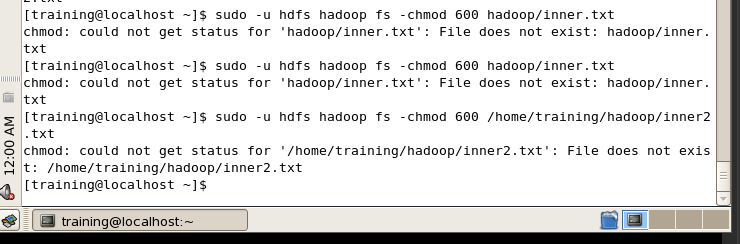 [training@localhost ~]$ sudo -u hdfs hadoop fs -chmod 600 hadoop/inner.txt
chmod: could not get status for 'hadoop/inner.txt': File does not exist: hadoop/inner.
txt
[training@localhost ~]$ sudo -u hdfs hadoop fs -chmod 600 hadoop/inner.txt
chmod: could not get status for 'hadoop/inner.txt': File does not exist: hadoop/inner.
txt
[training@localhost ~]$ sudo -u hdfs hadoop fs -chmod 600 /home/training/hadoop/inner2
.txt
chmod: could not get status for '/home/training/hadoop/inner2.txt': File does not exis
t: /home/training/hadoop/inner2.txt
[training@localhost ~]$
12:00 AM
training@localhost:~